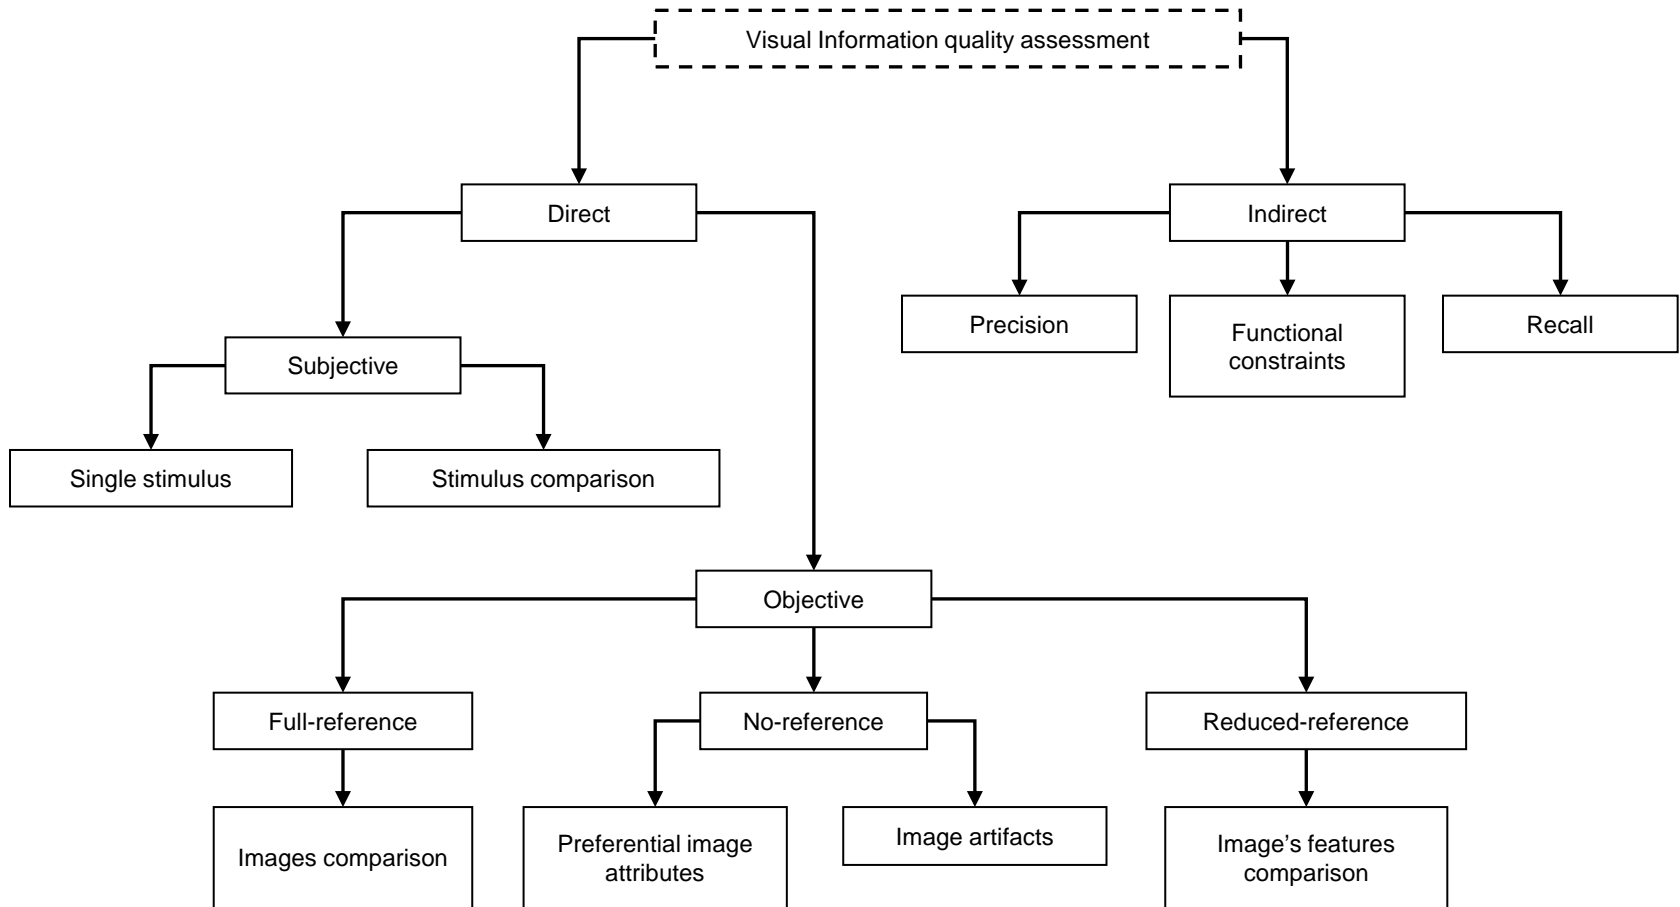 Visual Information quality assessment
Direct
Indirect
Precision
Functional
constraints
Recall
Subjective
Single stimulus
Stimulus comparison
Objective
Full-reference
No-reference
Reduced-reference
Images comparison
Preferential image
attributes
Image artifacts
Image’s features
comparison